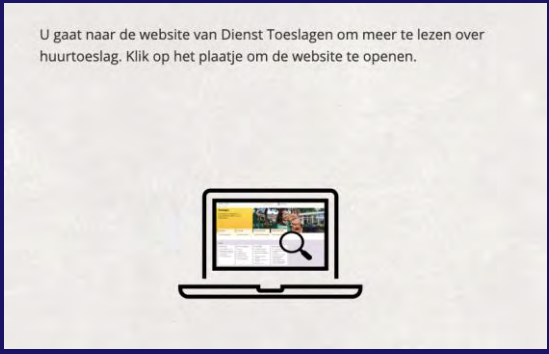 U gaat naar de website van Dienst Toeslagen om meer te lezen over
huurtoeslag. Klik op het plaatje om de website te openen.